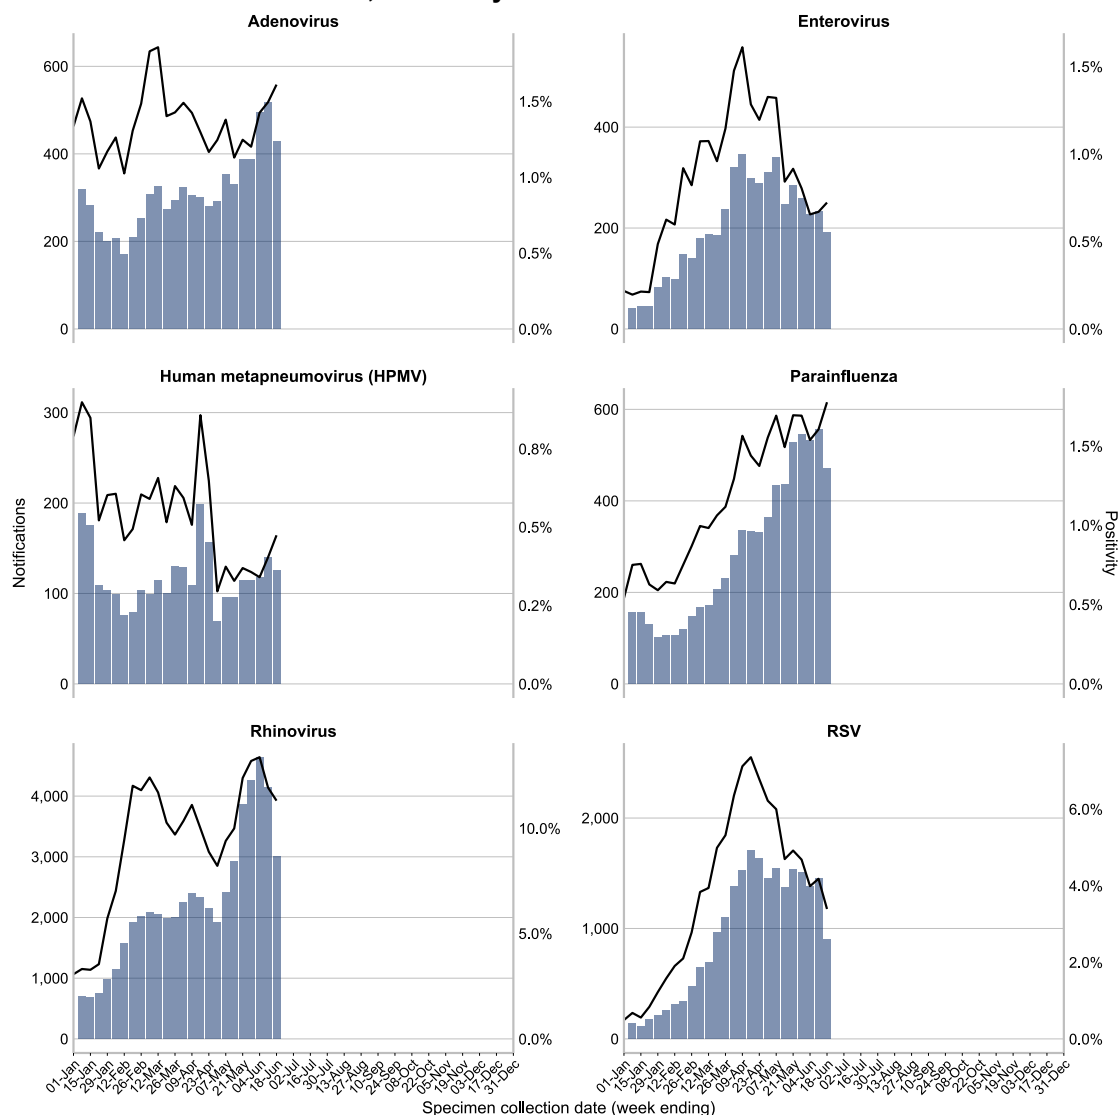 Adenovirus
Enterovirus
600
400
200
0
1.5%
1.0%
0.5%
0.0%
400
200
0
1.5%
1.0%
0.5%
0.0%
Human metapneumovirus (HPMV)
Parainfluenza
Notifications
300
200
100
0
0.8%
0.5%
0.2%
0.0%
600
400
200
0
1.5%
1.0%
0.5%
0.0%
Positivity
Rhinovirus
RSV
4,000
3,000
2,000
1,000
0
10.0%
5.0%
0.0%
2,000
1,000
0
6.0%
4.0%
2.0%
0.0%
01-Jan
15-Jan
29-Jan
12-Feb
26-Feb
12-Mar
26-Mar
09-Apr
23-Apr
07-May
21-May
04-Jun
18-Jun
02-Jul
16-Jul
30-Jul
13-Aug
27-Aug
10-Sep
24-Sep
08-Oct
22-Oct
05-Nov
19-Nov
03-Dec
17-Dec
31-Dec
01-Jan
15-Jan
29-Jan
12-Feb
26-Feb
12-Mar
26-Mar
09-Apr
23-Apr
07-May
21-May
04-Jun
18-Jun
02-Jul
16-Jul
30-Jul
13-Aug
27-Aug
10-Sep
24-Sep
08-Oct
22-Oct
05-Nov
19-Nov
03-Dec
17-Dec
31-Dec
Specimen collection date (week ending)